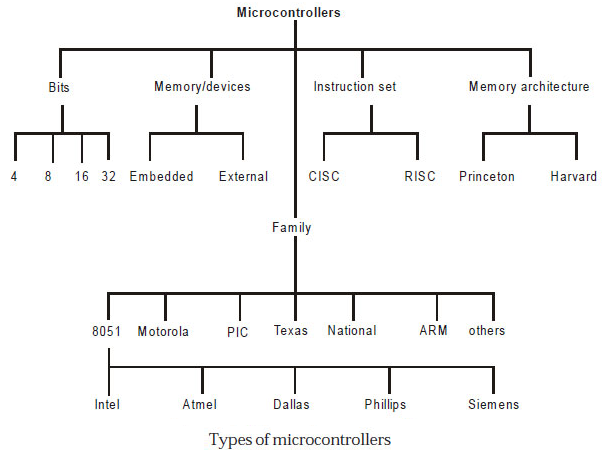 Microcontrollers
Bits Memory/devices Instruction set Memory architecture
4 8 16 32 Embedded External CISC RISC Princeton Harvard
Family
8051 Motorola PIC Texas National ARM others
Intel Atmel Dallas Phillips Siemens
Types of microcontrollers